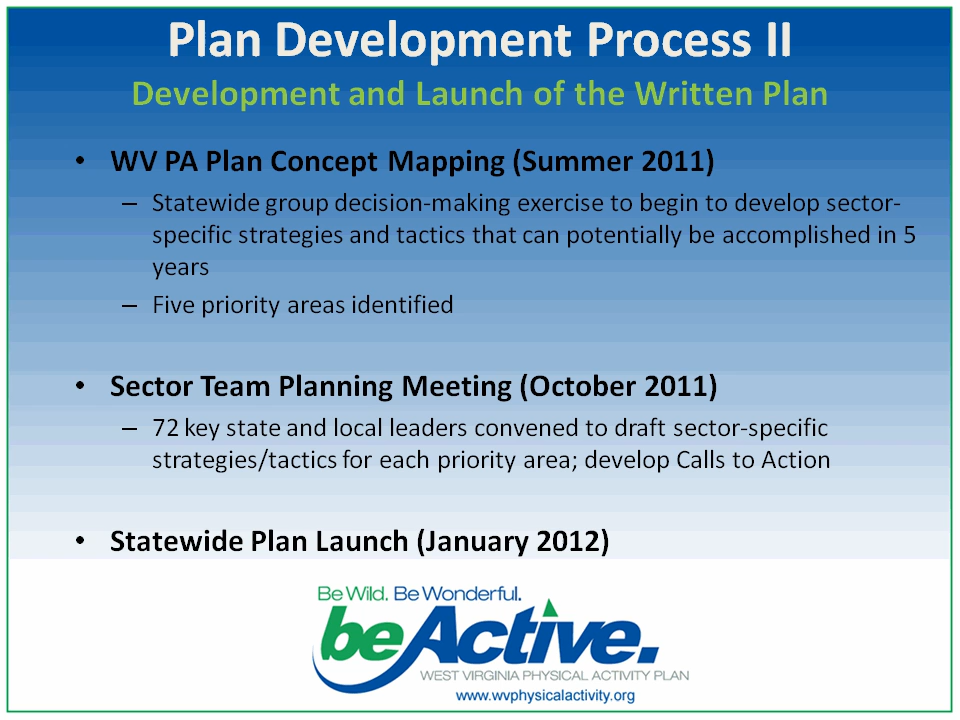 Plan Development Process II
Development and Launch of the Written Plan
• WV PA Plan Concept Mapping (Summer 2011)
– Statewide group decision-making exercise to begin to develop sector-
specific strategies and tactics that can potentially be accomplished in 5
years
– Five priority areas identified
• Sector Team Planning Meeting (October 2011)
– 72 key state and local leaders convened to draft sector-specific
strategies/tactics for each priority area; develop Calls to Action
• Statewide Plan Launch (January 2012)
Be Wild. Be Wonderful.
beActive.
WEST VIRGINIA PHYSICAL ACTIVITY PLAN
www.wvphysicalactivity.org